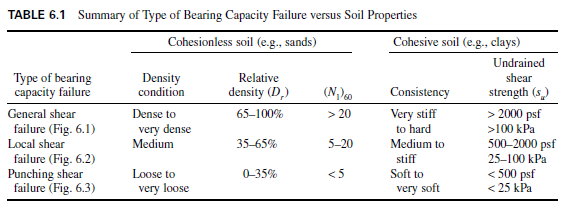 TABLE 6.1 Summary of Type of Bearing Capacity Failure versus Soil Properties
Cohesionless soil (e.g., sands) Cohesive soil (e.g., clays)
Undrained
Type of bearing Density Relative shear
capacity failure condition density (Dr) (N1)60 Consistency strength (su)
General shear Dense to 65–100% > 20 Very stiff > 2000 psf
failure (Fig. 6.1) very dense to hard >100 kPa
Local shear Medium 35–65% 5–20 Medium to 500–2000 psf
failure (Fig. 6.2) stiff 25–100 kPa
Punching shear Loose to 0–35% < 5 Soft to < 500 psf
failure (Fig. 6.3) very loose very soft < 25 kPa